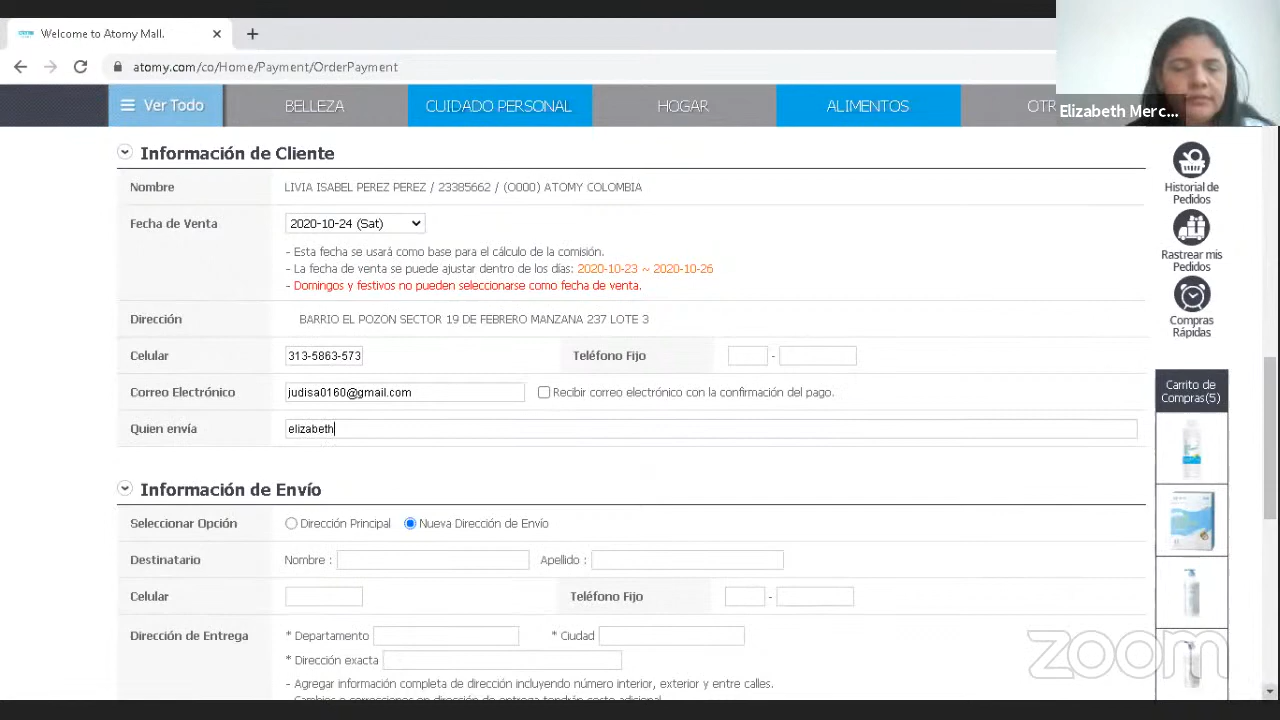 Welcome to Atomy Mall.
atomy.com/co/Home/Payment/OrderPayment
Elizabeth Merc...
Ver Todo
BELLEZA
CUIDADO PERSONAL
HOGAR
ALIMENTOS
OTR
Información de Cliente
Nombre
LIVIA ISABEL PEREZ PEREZ / 23385662 / (O000) ATOMY COLOMBIA
Fecha de Venta
2020-10-24 (Sat)
- Esta fecha se usará como base para el cálculo de la comisión.
- La fecha de venta se puede ajustar dentro de los días: 2020-10-23 ~ 2020-10-26
- Domingos y festivos no pueden seleccionarse como fecha de venta.
Dirección
BARRIO EL POZON SECTOR 19 DE FEBRERO MANZANA 237 LOTE 3
Celular
313-5863-573
Teléfono Fijo
-
Correo Electrónico
judisa0160@gmail.com
Recibir correo electrónico con la confirmación del pago.
Quien envía
elizabeth
Información de Envío
Seleccionar Opción
Dirección Principal
Nueva Dirección de Envío
Destinatario
Nombre :
Apellido :
Celular
Teléfono Fijo
-
Dirección de Entrega
* Departamento
* Ciudad
* Dirección exacta
- Agregar información completa de dirección incluyendo número interior, exterior y entre calles.
Historial de
Pedidos
Rastrear mis
Pedidos
Compras
Rápidas
Carrito de
Compras(5)
zoom